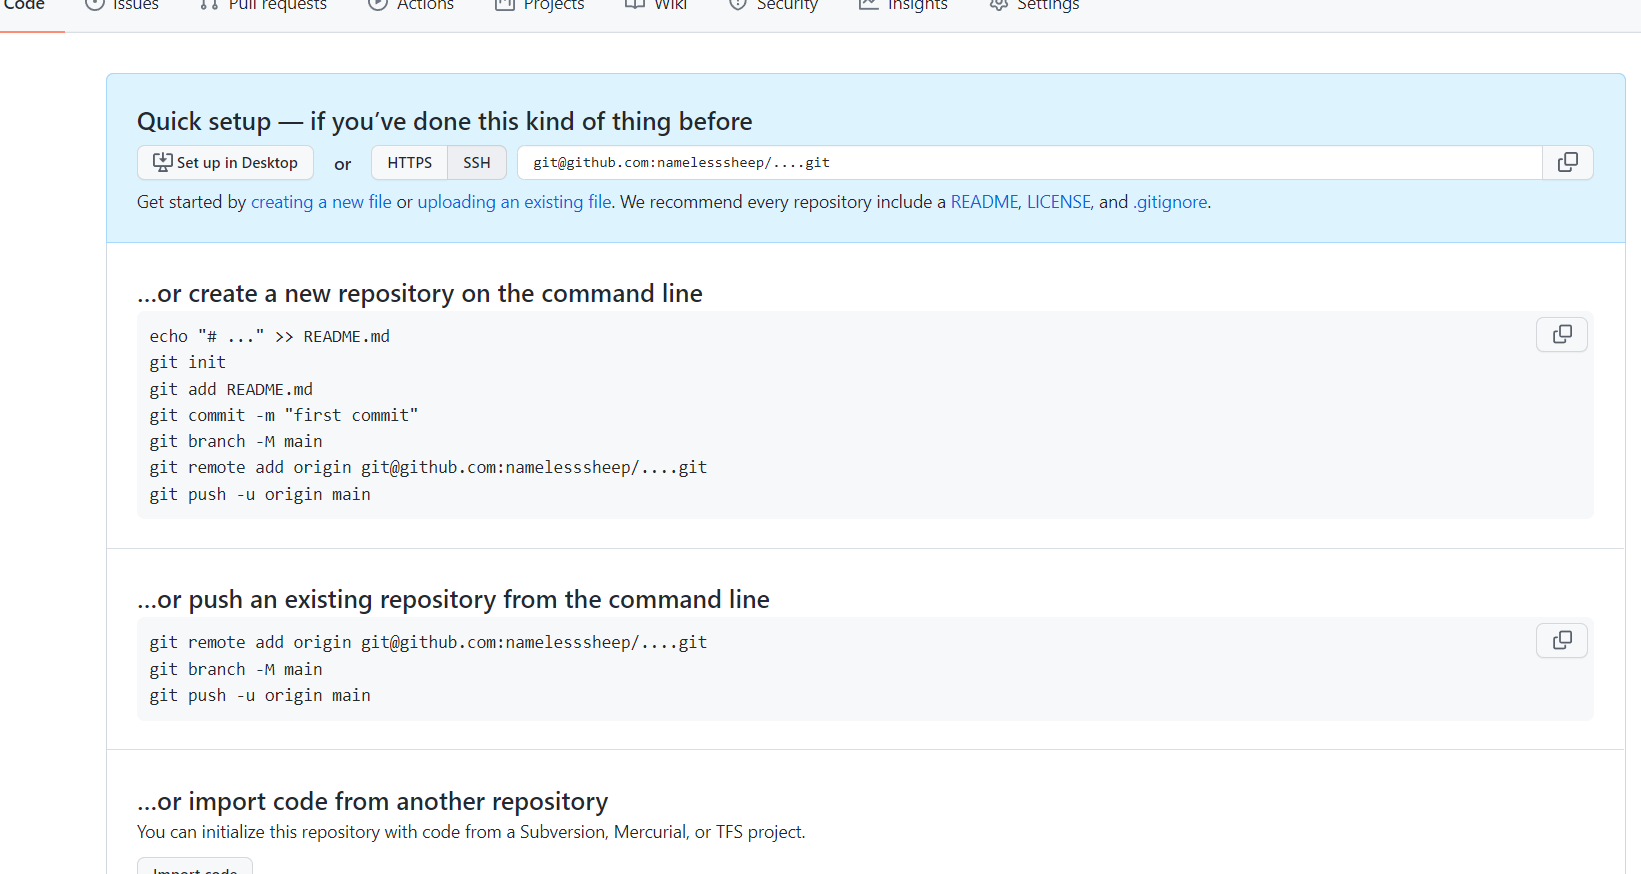 Code Issues Pull requests Actions Projects Wiki Security Insights Settings
Quick setup — if you’ve done this kind of thing before
Set up in Desktop or HTTPS SSH git@github.com:namelesssheep/....git
Get started by creating a new file or uploading an existing file. We recommend every repository include a README, LICENSE, and .gitignore.
…or create a new repository on the command line
echo "# ..." >> README.md
git init
git add README.md
git commit -m "first commit"
git branch -M main
git remote add origin git@github.com:namelesssheep/....git
git push -u origin main
…or push an existing repository from the command line
git remote add origin git@github.com:namelesssheep/....git
git branch -M main
git push -u origin main
…or import code from another repository
You can initialize this repository with code from a Subversion, Mercurial, or TFS project.
Import code